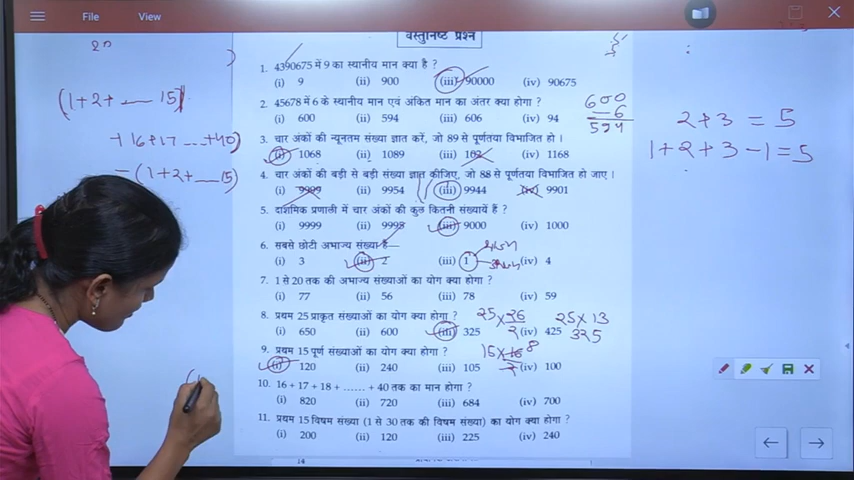 File View
वस्तुनिष्ठ प्रश्न
1. 4390675 में 9 का स्थानीय मान क्या है ?
(i) 9 (ii) 900 (iii) 90000 (iv) 90675
2. 45678 में 6 के स्थानीय मान एवं अंकित मान का अंतर क्या होगा ?
(i) 600 (ii) 594 (iii) 606 (iv) 94
3. चार अंकों की न्यूनतम संख्या ज्ञात करें, जो 89 से पूर्णतया विभाजित हो ।
(i) 1068 (ii) 1089 (iii) (iv) 1168
4. चार अंकों की बड़ी से बड़ी संख्या ज्ञात कीजिए, जो 88 से पूर्णतया विभाजित हो जाए ।
(i) 9999 (ii) 9954 (iii) 9944 (iv) 9901
5. दाशमिक प्रणाली में चार अंकों की कुल कितनी संख्यायें हैं ?
(i) 9999 (ii) 9998 (iii) 9000 (iv) 1000
6. सबसे छोटी अभाज्य संख्या है—
(i) 3 (ii) 2 (iii) 1 (iv) 4
7. 1 से 20 तक की अभाज्य संख्याओं का योग क्या होगा ?
(i) 77 (ii) 56 (iii) 78 (iv) 59
8. प्रथम 25 प्राकृत संख्याओं का योग क्या होगा ?
(i) 650 (ii) 600 (iii) 325 (iv) 425
9. प्रथम 15 पूर्ण संख्याओं का योग क्या होगा ?
(i) 120 (ii) 240 (iii) 105 (iv) 100
10. 16 + 17 + 18 + ...... + 40 तक का मान होगा ?
(i) 820 (ii) 720 (iii) 684 (iv) 700
11. प्रथम 15 विषम संख्या (1 से 30 तक की विषम संख्या) का योग क्या होगा ?
(i) 200 (ii) 120 (iii) 225 (iv) 240
14
(1+2+ — 15)
+16+17 ... +40)
-(1+2+ — 15)
600
-6
594
2+3 = 5
1+2+3-1=5
25×26
2
25×13
325
15×16 8
2